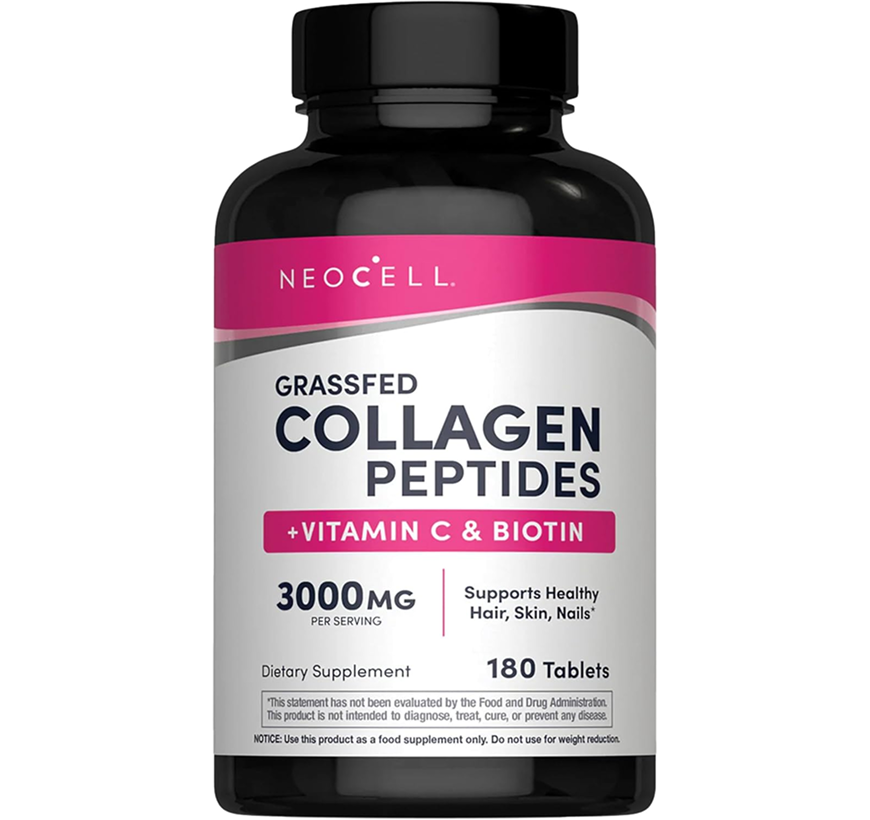 NEOCELL®
GRASSFED
COLLAGEN
PEPTIDES
+VITAMIN C & BIOTIN
3000MG
PER SERVING
Supports Healthy
Hair, Skin, Nails*
Dietary Supplement
180 Tablets
*This statement has not been evaluated by the Food and Drug Administration.
This product is not intended to diagnose, treat, cure, or prevent any disease.
NOTICE: Use this product as a food supplement only. Do not use for weight reduction.